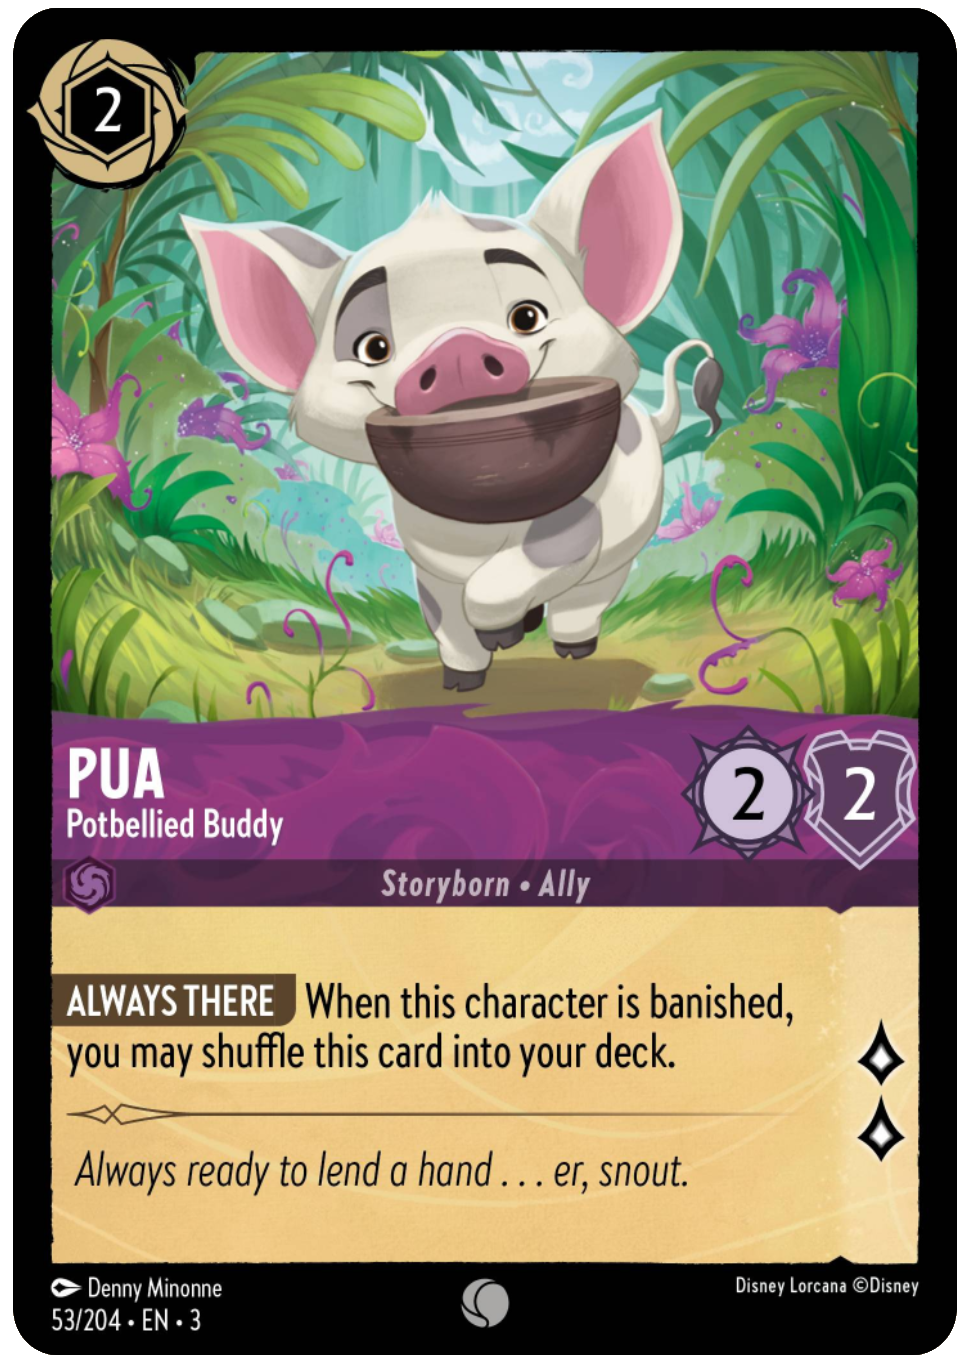 2
PUA
Potbellied Buddy
2 2
Storyborn • Ally
ALWAYS THERE When this character is banished,
you may shuffle this card into your deck.
Always ready to lend a hand . . . er, snout.
Denny Minonne
53/204 • EN • 3
Disney Lorcana ©Disney